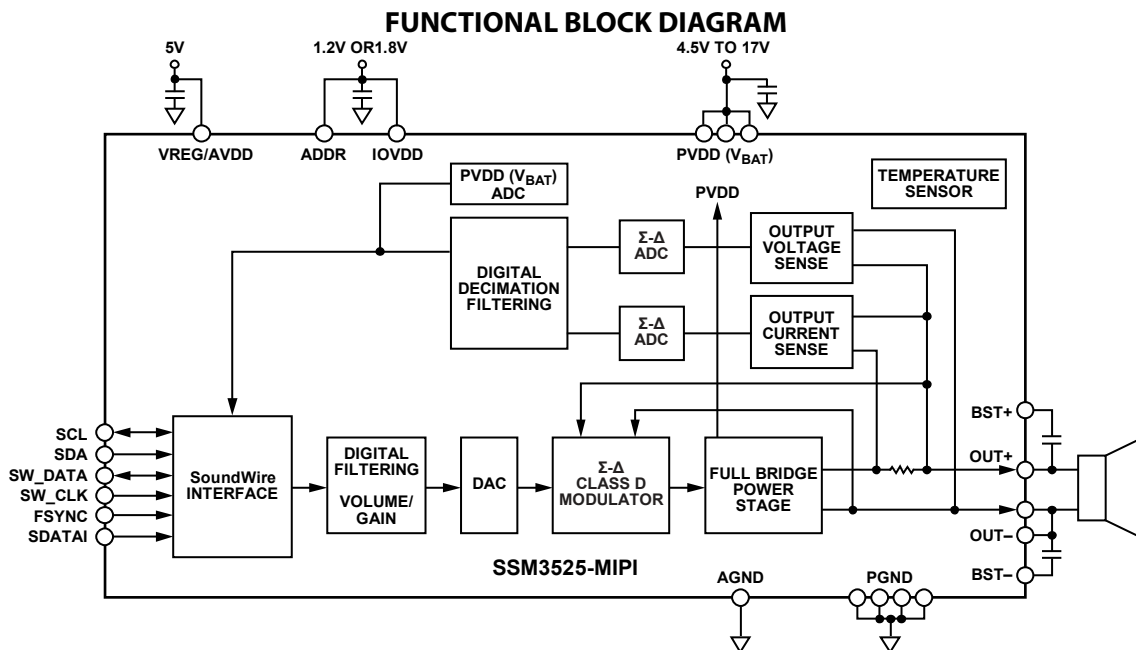 FUNCTIONAL BLOCK DIAGRAM
5V
1.2V OR1.8V
4.5V TO 17V
VREG/AVDD
ADDR
IOVDD
PVDD (VBAT)
PVDD (VBAT)
ADC
PVDD
TEMPERATURE
SENSOR
DIGITAL
DECIMATION
FILTERING
Σ-Δ
ADC
OUTPUT
VOLTAGE
SENSE
Σ-Δ
ADC
OUTPUT
CURRENT
SENSE
SCL
SDA
SW_DATA
SW_CLK
FSYNC
SDATAI
SoundWire
INTERFACE
DIGITAL
FILTERING
VOLUME/
GAIN
DAC
Σ-Δ
CLASS D
MODULATOR
FULL BRIDGE
POWER
STAGE
BST+
OUT+
OUT–
BST–
SSM3525-MIPI
AGND
PGND